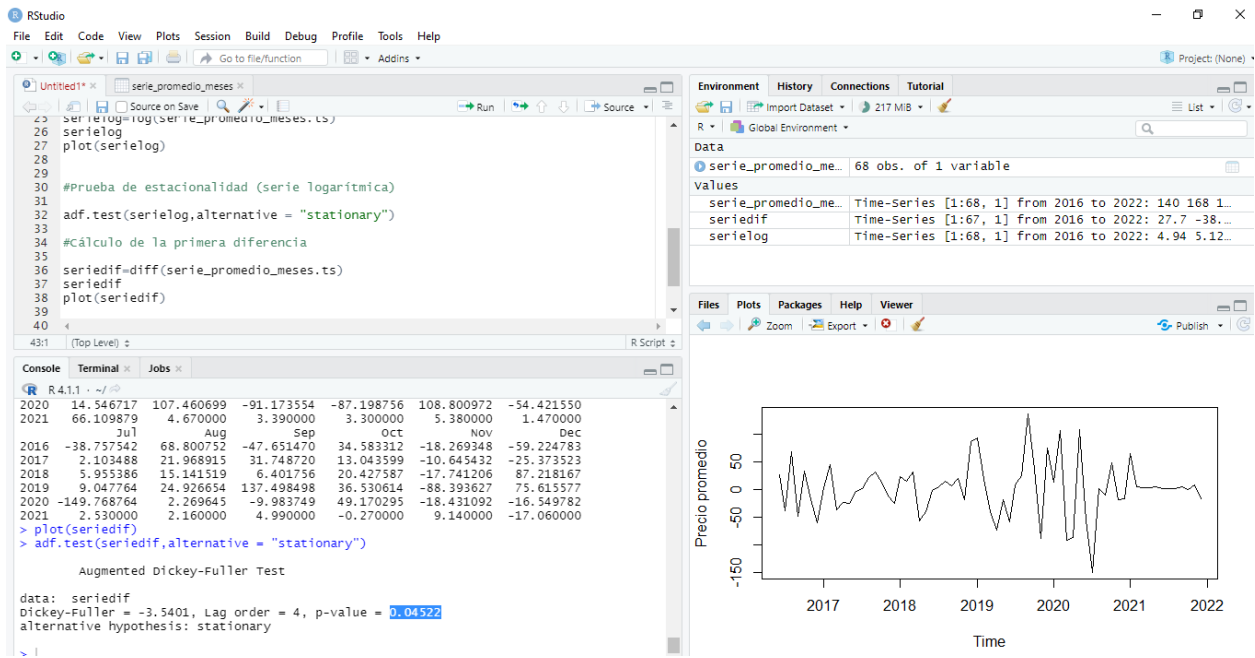 RStudio
File Edit Code View Plots Session Build Debug Profile Tools Help
Go to file/function
Addins
Project: (None)
Untitled1*
serie_promedio_meses
Source on Save
Run
Source
25 serielog=log(serie_promedio_meses.ts)
26 serielog
27 plot(serielog)
28
29
30 #Prueba de estacionalidad (serie logarítmica)
31
32 adf.test(serielog,alternative = "stationary")
33
34 #Cálculo de la primera diferencia
35
36 seriedif=diff(serie_promedio_meses.ts)
37 seriedif
38 plot(seriedif)
39
40
43:1 (Top Level) R Script
Console Terminal Jobs
R 4.1.1 · ~/
2020 14.546717 107.460699 -91.173554 -87.198756 108.800972 -54.421550
2021 66.109879 4.670000 3.390000 3.300000 5.380000 1.470000
Jul Aug Sep Oct Nov Dec
2016 -38.757542 68.800752 -47.651470 34.583312 -18.269348 -59.224783
2017 2.103488 21.968915 31.748720 13.043599 -10.645432 -25.373523
2018 5.955386 15.141519 6.401756 20.427587 -17.741206 87.218167
2019 9.047764 24.926654 137.498498 36.530614 -88.393627 75.615577
2020 -149.768764 2.269645 -9.983749 49.170295 -18.431092 -16.549782
2021 2.530000 2.160000 4.990000 -0.270000 9.140000 -17.060000
> plot(seriedif)
> adf.test(seriedif,alternative = "stationary")
Augmented Dickey-Fuller Test
data: seriedif
Dickey-Fuller = -3.5401, Lag order = 4, p-value = 0.04522
alternative hypothesis: stationary
>
Environment History Connections Tutorial
Import Dataset 217 MiB
List
R Global Environment
Data
serie_promedio_me… 68 obs. of 1 variable
Values
serie_promedio_me… Time-Series [1:68, 1] from 2016 to 2022: 140 168 1…
seriedif Time-Series [1:67, 1] from 2016 to 2022: 27.7 -38.…
serielog Time-Series [1:68, 1] from 2016 to 2022: 4.94 5.12…
Files Plots Packages Help Viewer
Zoom Export
Publish
Precio promedio
50
0
-50
-150
2017 2018 2019 2020 2021 2022
Time